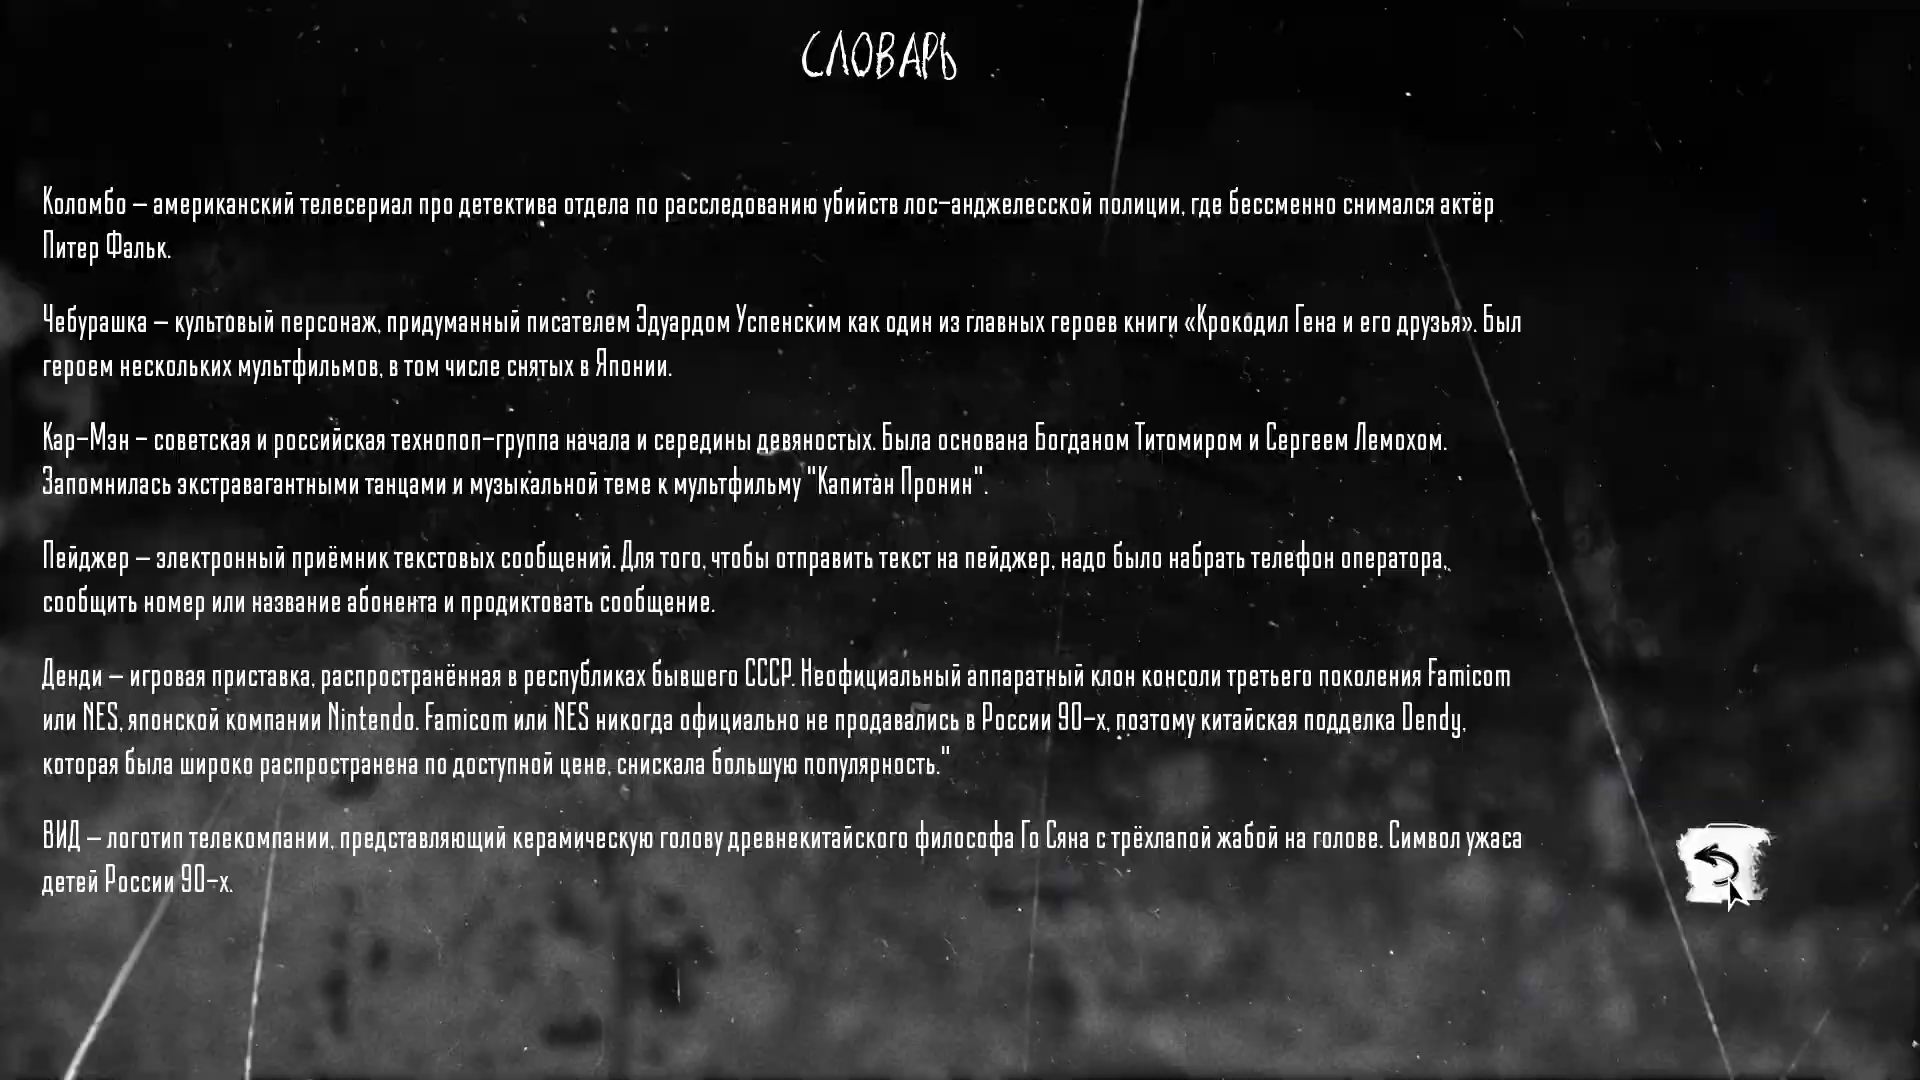 СЛОВАРЬ
Коломбо – американский телесериал про детектива отдела по расследованию убийств лос-анджелесской полиции, где бессменно снимался актёр
Питер Фальк.
Чебурашка – культовый персонаж, придуманный писателем Эдуардом Успенским как один из главных героев книги «Крокодил Гена и его друзья». Был
героем нескольких мультфильмов, в том числе снятых в Японии.
Кар-Мэн - советская и российская технопоп-группа начала и середины девяностых. Была основана Богданом Титомиром и Сергеем Лемохом.
Запомнилась экстравагантными танцами и музыкальной теме к мультфильму "Капитан Пронин".
Пейджер – электронный приёмник текстовых сообщений. Для того, чтобы отправить текст на пейджер, надо было набрать телефон оператора,
сообщить номер или название абонента и продиктовать сообщение.
Денди – игровая приставка, распространённая в республиках бывшего СССР. Неофициальный аппаратный клон консоли третьего поколения Famicom
или NES, японской компании Nintendo. Famicom или NES никогда официально не продавались в России 90-х, поэтому китайская подделка Dendy,
которая была широко распространена по доступной цене, снискала большую популярность."
ВИД – логотип телекомпании, представляющий керамическую голову древнекитайского философа Го Сяна с трёхлапой жабой на голове. Символ ужаса
детей России 90-х.